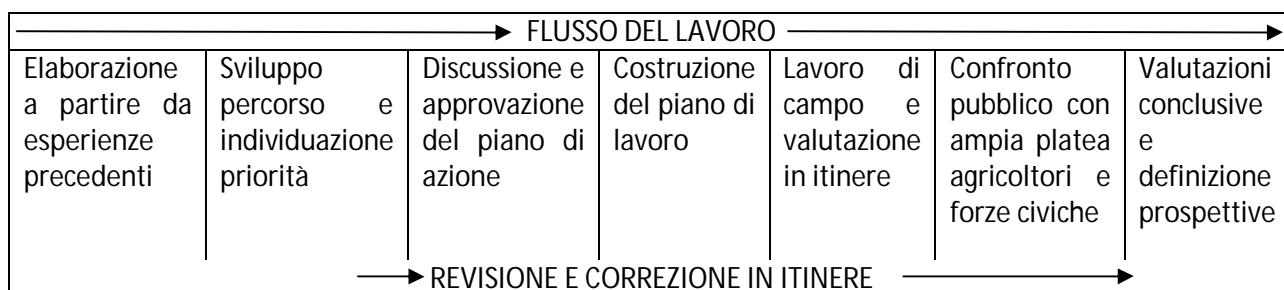 FLUSSO DEL LAVORO
Elaborazione
a partire da
esperienze
precedenti
Sviluppo
percorso e
individuazione
priorità
Discussione e
approvazione
del piano di
azione
Costruzione
del piano di
lavoro
Lavoro di
campo e
valutazione
in itinere
Confronto
pubblico con
ampia platea
agricoltori e
forze civiche
Valutazioni
conclusive
e
definizione
prospettive
REVISIONE E CORREZIONE IN ITINERE